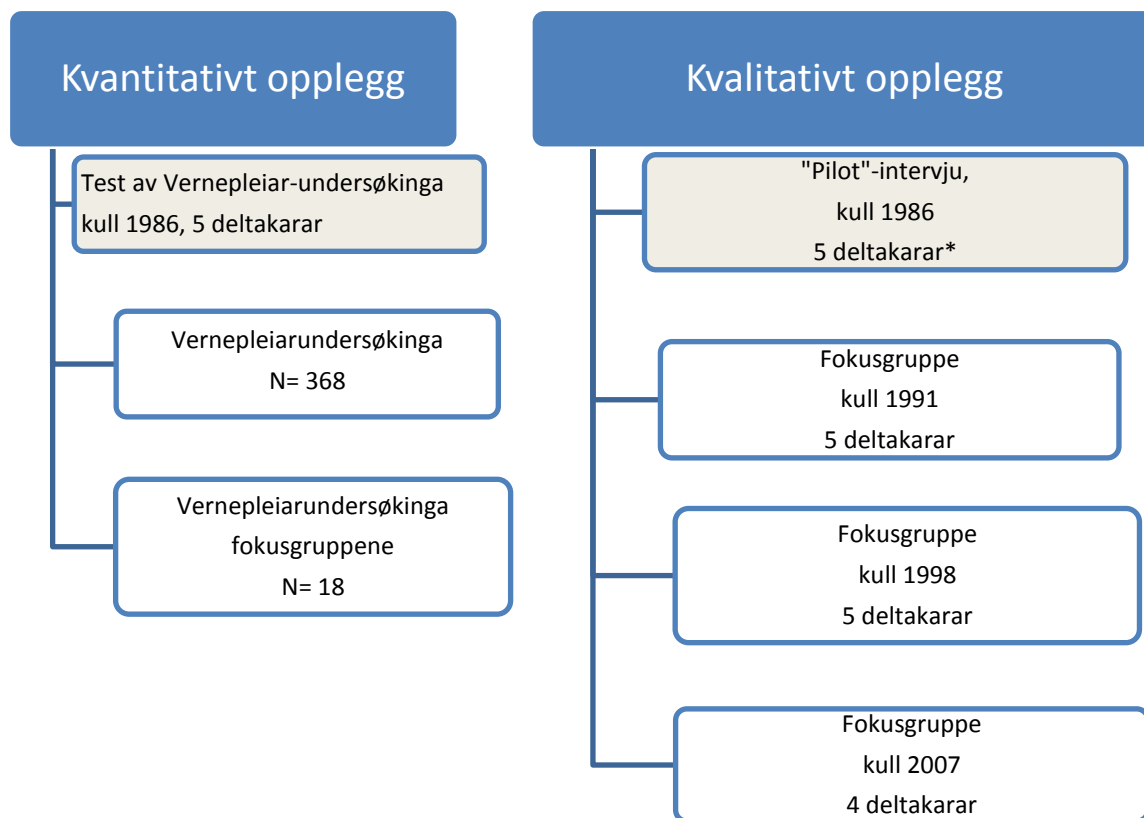 Kvantitativt opplegg
Test av Vernepleiar-undersøkinga
kull 1986, 5 deltakarar
Vernepleiarundersøkinga
N= 368
Vernepleiarundersøkinga
fokusgruppene
N= 18
Kvalitativt opplegg
"Pilot"-intervju,
kull 1986
5 deltakarar*
Fokusgruppe
kull 1991
5 deltakarar
Fokusgruppe
kull 1998
5 deltakarar
Fokusgruppe
kull 2007
4 deltakarar